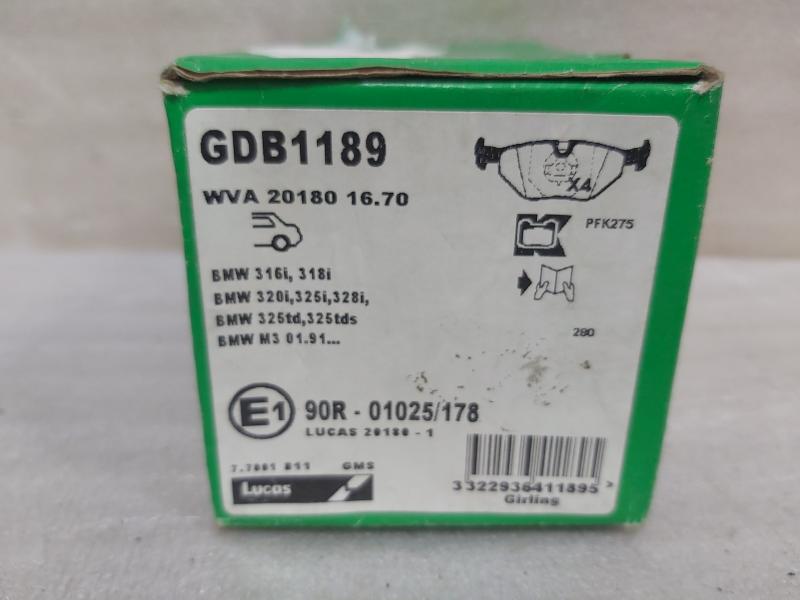 GDB1189
WVA 20180 16.70
X4
PFK275
BMW 316i, 318i
BMW 320i,325i,328i,
BMW 325td,325tds
BMW M3 01.91...
280
E1
90R - 01025/178
LUCAS 20180 - 1
GMS
Lucas
3322936411895 >
Girling